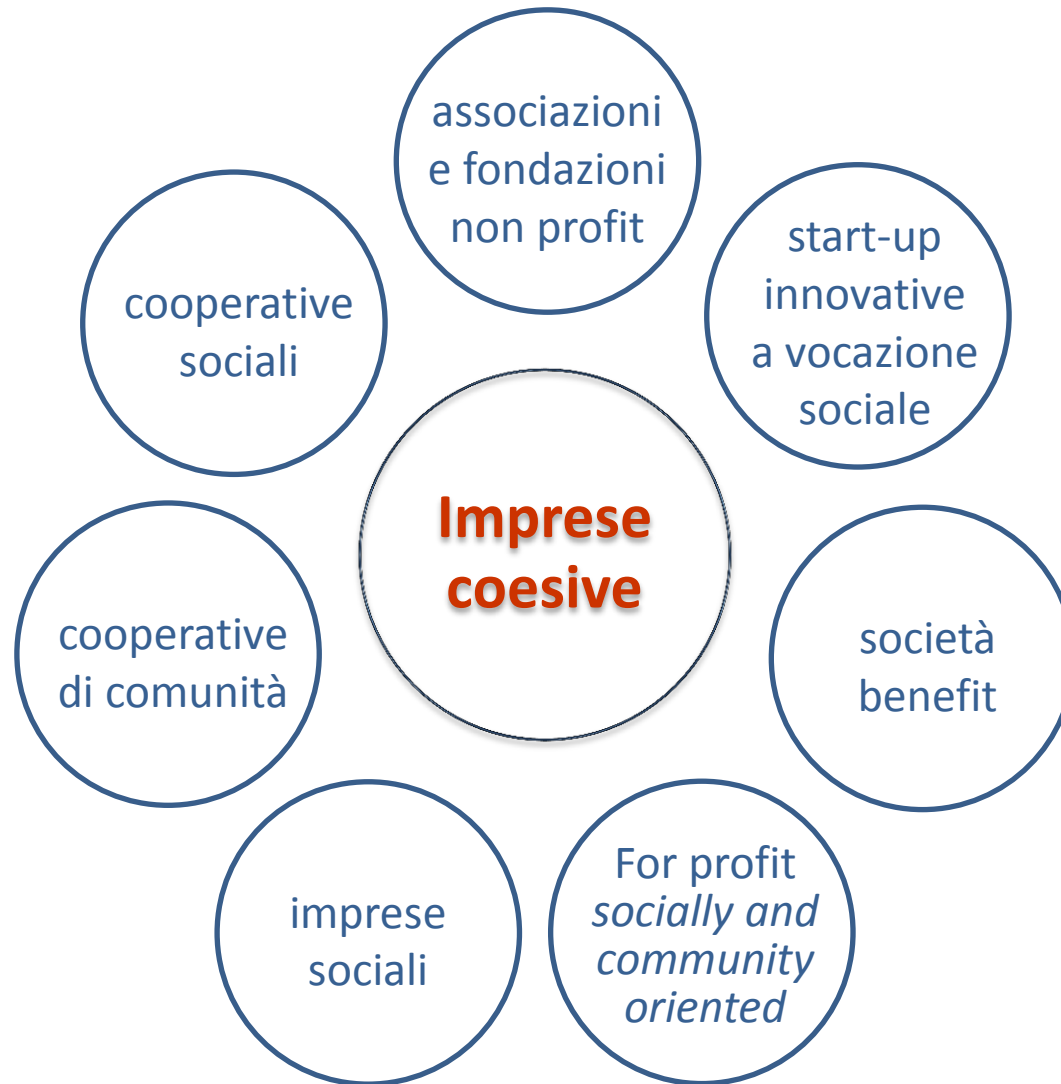 associazioni
e fondazioni
non profit
start-up
innovative
a vocazione
sociale
cooperative
sociali
Imprese
coesive
cooperative
di comunità
società
benefit
imprese
sociali
For profit
socially and
community
oriented